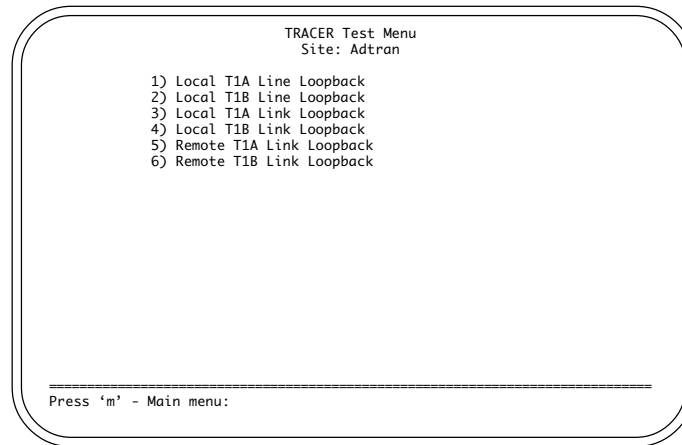 TRACER Test Menu
Site: Adtran
1) Local T1A Line Loopback
2) Local T1B Line Loopback
3) Local T1A Link Loopback
4) Local T1B Link Loopback
5) Remote T1A Link Loopback
6) Remote T1B Link Loopback
================================================================================
Press ‘m’ - Main menu: